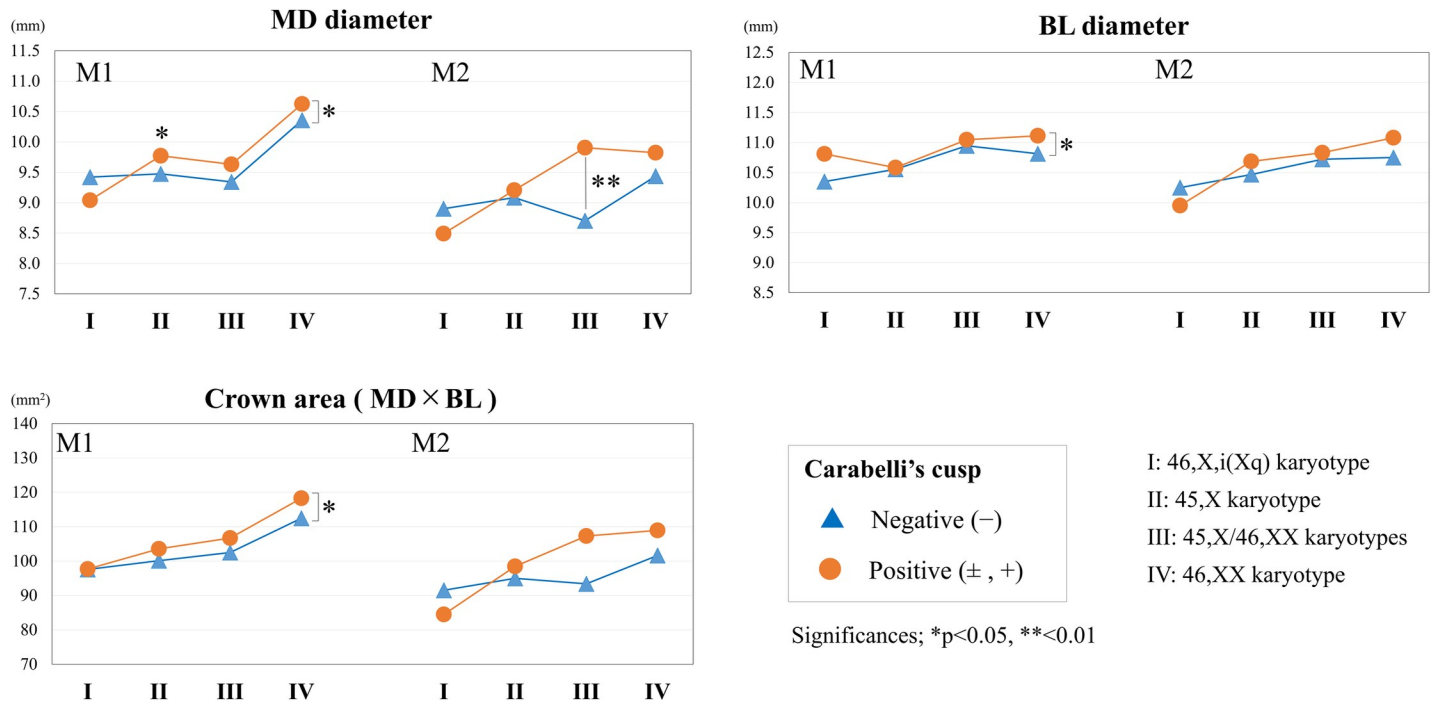 MD diameter
(mm)
11.5
11.0
10.5
10.0
9.5
9.0
8.5
8.0
7.5
M1
M2
*
*
**
I II III IV I II III IV
BL diameter
(mm)
12.5
12.0
11.5
11.0
10.5
10.0
9.5
9.0
8.5
M1
M2
*
I II III IV I II III IV
Crown area ( MD×BL )
(mm²)
140
130
120
110
100
90
80
70
M1
M2
*
I II III IV I II III IV
Carabelli’s cusp
Negative (−)
Positive (± , +)
Significances; *p<0.05, **<0.01
I: 46,X,i(Xq) karyotype
II: 45,X karyotype
III: 45,X/46,XX karyotypes
IV: 46,XX karyotype